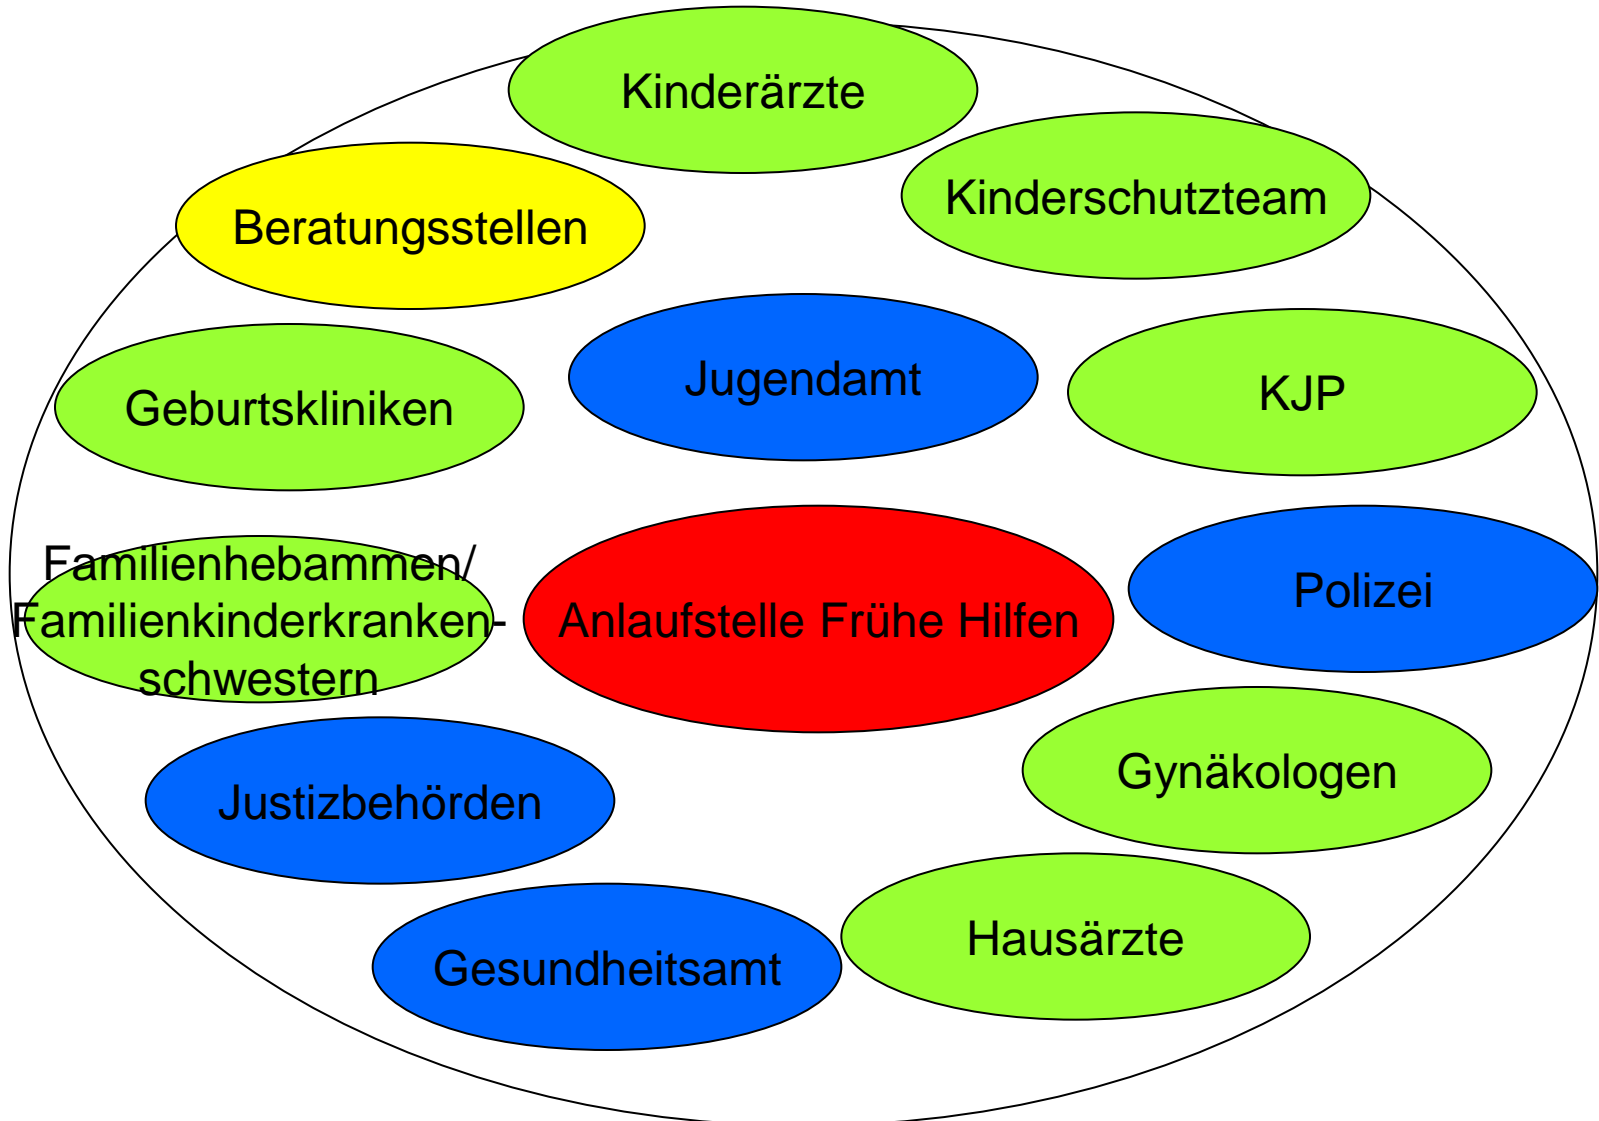 Kinderärzte
Kinderschutzteam
Beratungsstellen
Jugendamt
KJP
Geburtskliniken
Familienhebammen/
Familienkinderkranken-
schwestern
Anlaufstelle Frühe Hilfen
Polizei
Gynäkologen
Justizbehörden
Hausärzte
Gesundheitsamt